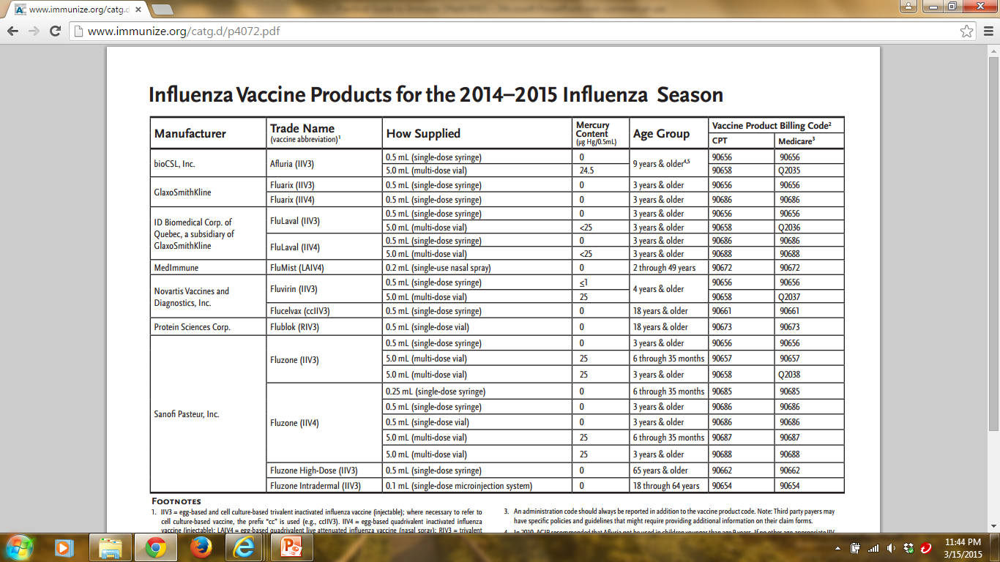 www.immunize.org/catg.d
www.immunize.org/catg.d/p4072.pdf
Influenza Vaccine Products for the 2014–2015 Influenza Season
Manufacturer Trade Name (vaccine abbreviation)1 How Supplied Mercury Content (μg Hg/0.5mL) Age Group Vaccine Product Billing Code2
CPT Medicare3
bioCSL, Inc. Afluria (IIV3) 0.5 mL (single-dose syringe) 0 9 years & older4,5 90656 90656
5.0 mL (multi-dose vial) 24.5 90658 Q2035
GlaxoSmithKline Fluarix (IIV3) 0.5 mL (single-dose syringe) 0 3 years & older 90656 90656
Fluarix (IIV4) 0.5 mL (single-dose syringe) 0 3 years & older 90686 90686
ID Biomedical Corp. of Quebec, a subsidiary of GlaxoSmithKline FluLaval (IIV3) 0.5 mL (single-dose syringe) 0 3 years & older 90656 90656
5.0 mL (multi-dose vial) <25 3 years & older 90658 Q2036
FluLaval (IIV4) 0.5 mL (single-dose syringe) 0 3 years & older 90686 90686
5.0 mL (multi-dose vial) <25 3 years & older 90688 90688
MedImmune FluMist (LAIV4) 0.2 mL (single-use nasal spray) 0 2 through 49 years 90672 90672
Novartis Vaccines and Diagnostics, Inc. Fluvirin (IIV3) 0.5 mL (single-dose syringe) ≤1 4 years & older 90656 90656
5.0 mL (multi-dose vial) 25 90658 Q2037
Flucelvax (ccIIV3) 0.5 mL (single-dose syringe) 0 18 years & older 90661 90661
Protein Sciences Corp. Flublok (RIV3) 0.5 mL (single-dose vial) 0 18 years & older 90673 90673
Sanofi Pasteur, Inc. Fluzone (IIV3) 0.5 mL (single-dose syringe) 0 3 years & older 90656 90656
5.0 mL (multi-dose vial) 25 6 through 35 months 90657 90657
5.0 mL (multi-dose vial) 25 3 years & older 90658 Q2038
Fluzone (IIV4) 0.25 mL (single-dose syringe) 0 6 through 35 months 90685 90685
0.5 mL (single-dose syringe) 0 3 years & older 90686 90686
0.5 mL (single-dose vial) 0 3 years & older 90686 90686
5.0 mL (multi-dose vial) 25 6 through 35 months 90687 90687
5.0 mL (multi-dose vial) 25 3 years & older 90688 90688
Fluzone High-Dose (IIV3) 0.5 mL (single-dose syringe) 0 65 years & older 90662 90662
Fluzone Intradermal (IIV3) 0.1 mL (single-dose microinjection system) 0 18 through 64 years 90654 90654
FOOTNOTES
1. IIV3 = egg-based and cell culture-based trivalent inactivated influenza vaccine (injectable); where necessary to refer to
cell culture-based vaccine, the prefix “cc” is used (e.g., ccIIV3). IIV4 = egg-based quadrivalent inactivated influenza
vaccine (injectable); LAIV4 = egg-based quadrivalent live attenuated influenza vaccine (nasal spray); RIV3 = trivalent
3. An administration code should always be reported in addition to the vaccine product code. Note: Third party payers may
have specific policies and guidelines that might require providing additional information on their claim forms.
4. In 2010, ACIP recommended that Afluria not be used in children younger than age 9 years. If no other age-appropriate IIV
11:44 PM
3/15/2015